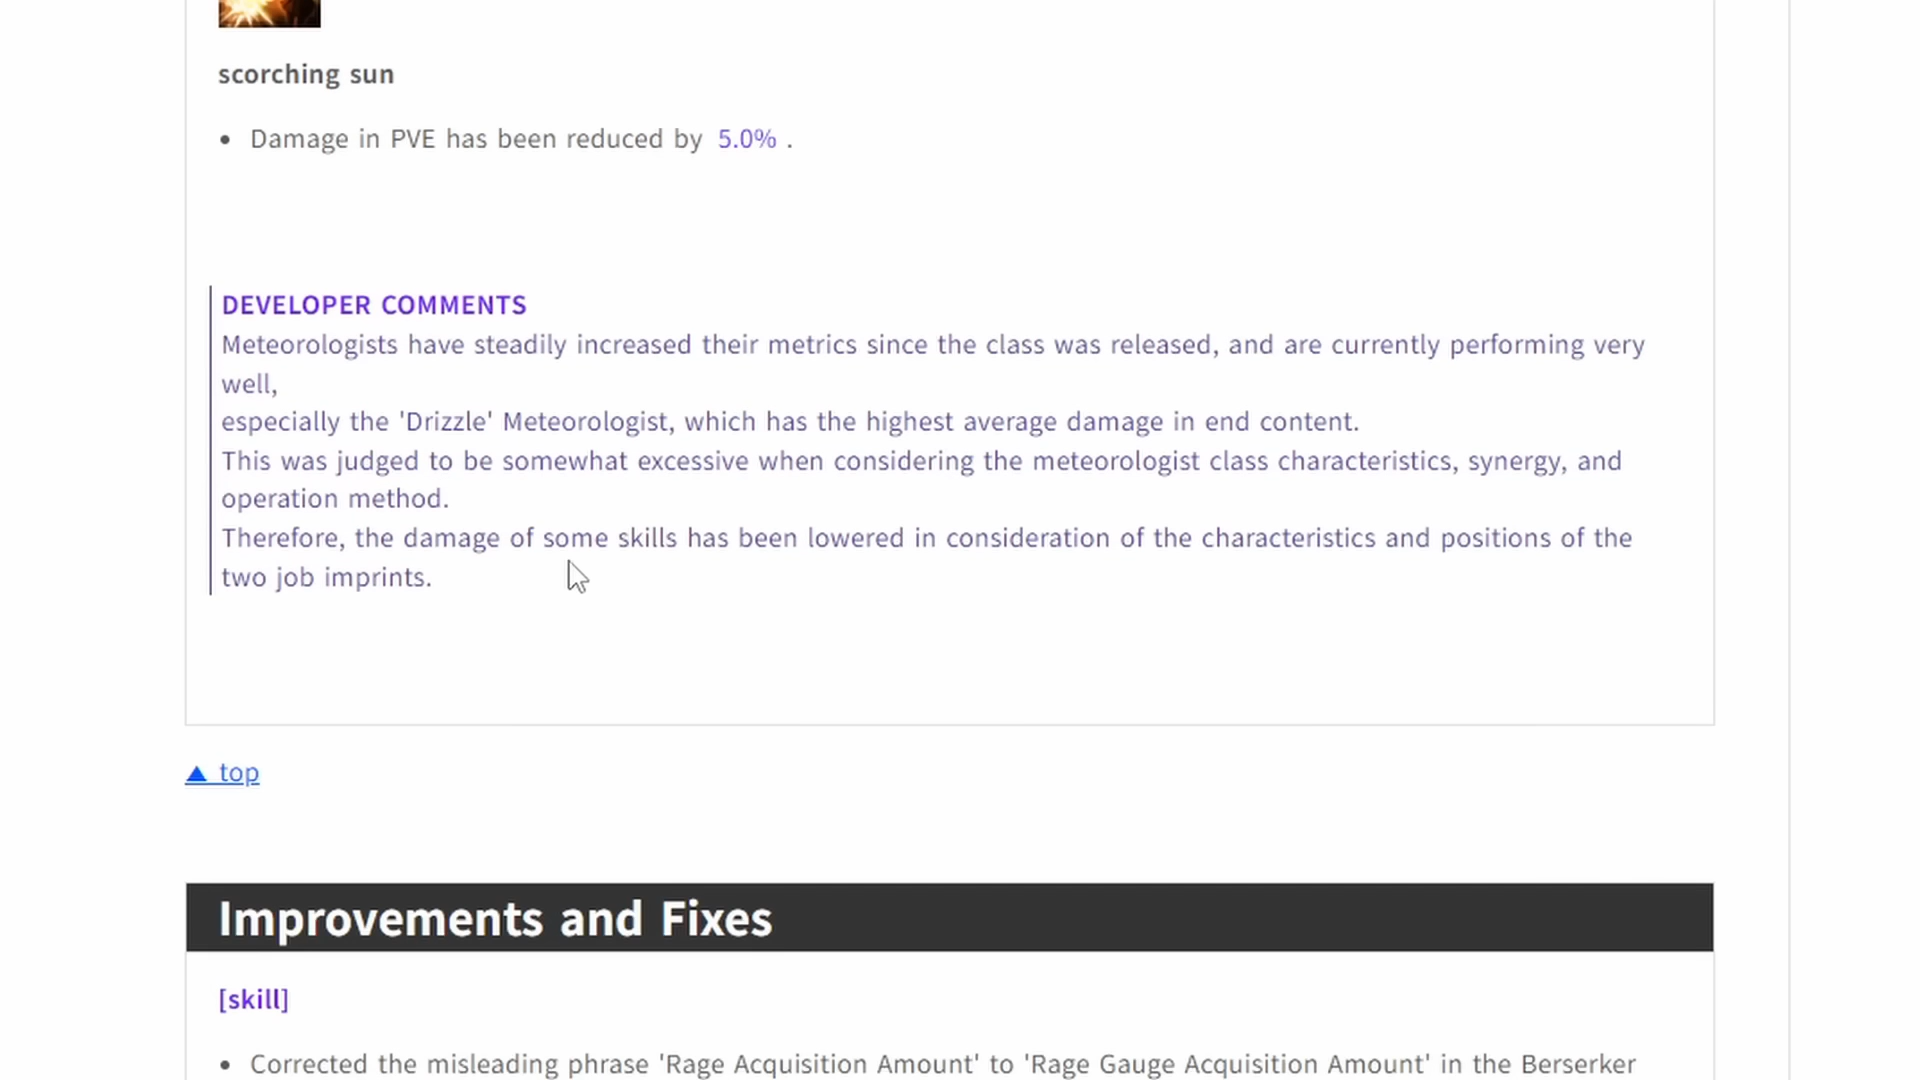 scorching sun
• Damage in PVE has been reduced by 5.0% .
DEVELOPER COMMENTS
Meteorologists have steadily increased their metrics since the class was released, and are currently performing very
well,
especially the 'Drizzle' Meteorologist, which has the highest average damage in end content.
This was judged to be somewhat excessive when considering the meteorologist class characteristics, synergy, and
operation method.
Therefore, the damage of some skills has been lowered in consideration of the characteristics and positions of the
two job imprints.
▲ top
Improvements and Fixes
[skill]
• Corrected the misleading phrase 'Rage Acquisition Amount' to 'Rage Gauge Acquisition Amount' in the Berserker